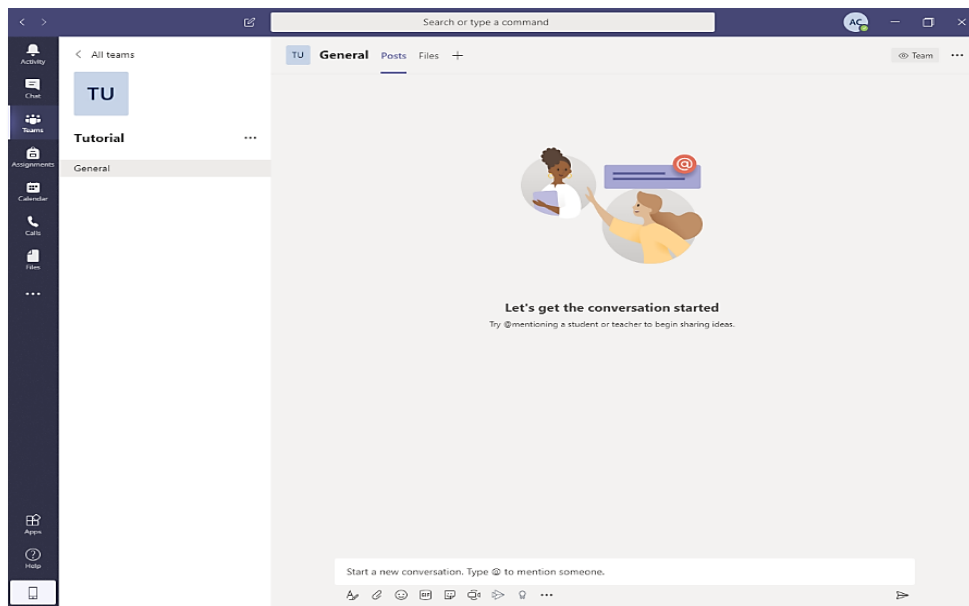 Search or type a command
AC
Activity
Chat
Teams
Assignments
Calendar
Calls
Files
Apps
Help
All teams
TU
Tutorial
General
TU General Posts Files
Team
@
Let's get the conversation started
Try @mentioning a student or teacher to begin sharing ideas.
Start a new conversation. Type @ to mention someone.
GIF